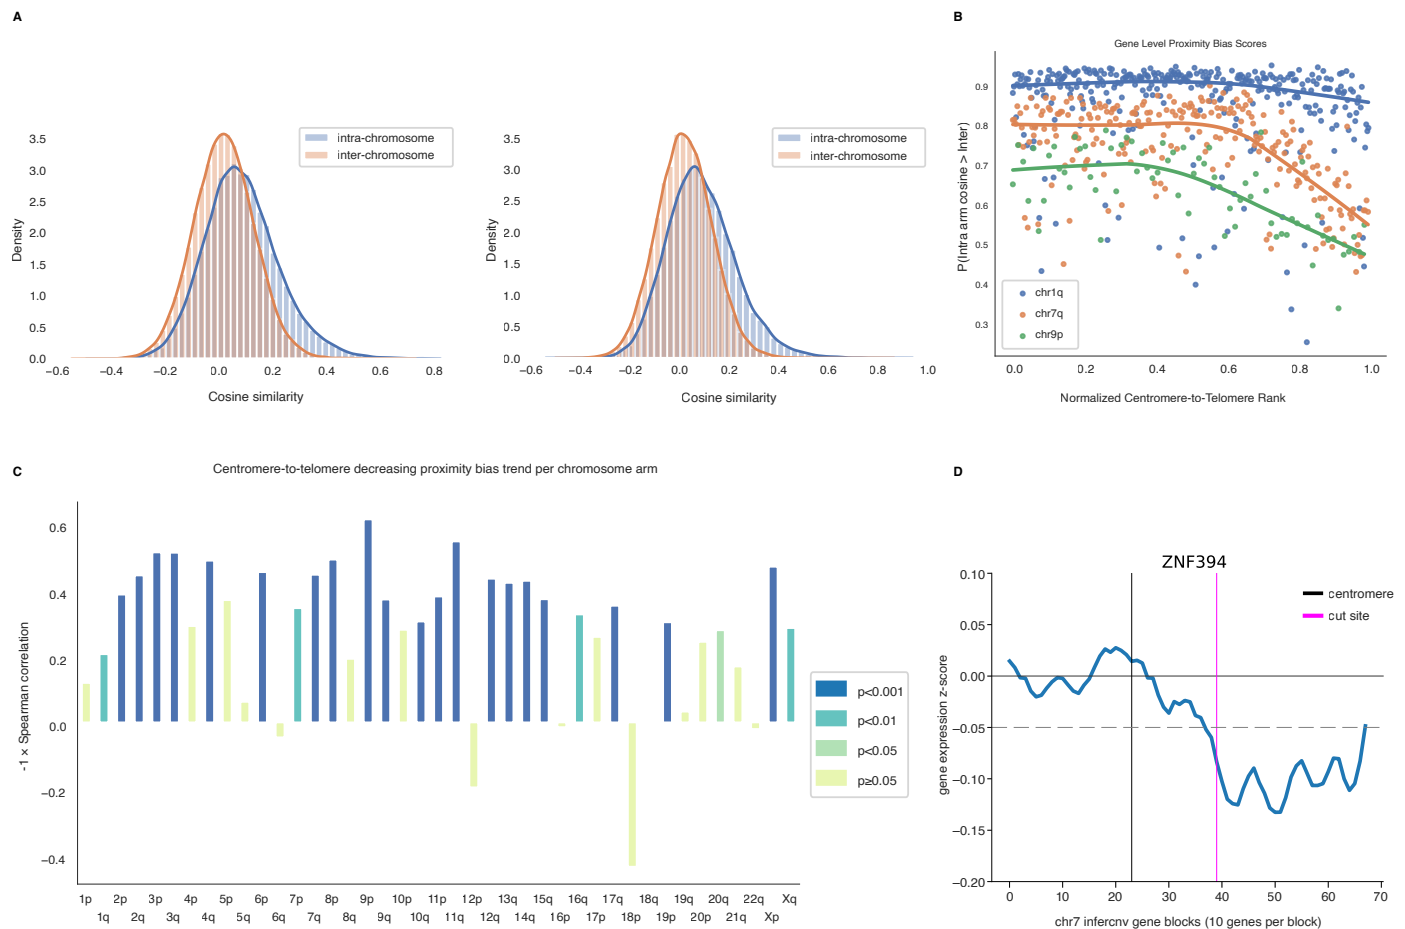 A
3.5
3.0
2.5
2.0
1.5
1.0
0.5
0.0
Density
−0.6 −0.4 −0.2 0.0 0.2 0.4 0.6 0.8
Cosine similarity
intra-chromosome
inter-chromosome
3.5
3.0
2.5
2.0
1.5
1.0
0.5
0.0
Density
−0.6 −0.4 −0.2 0.0 0.2 0.4 0.6 0.8 1.0
Cosine similarity
intra-chromosome
inter-chromosome
B
Gene Level Proximity Bias Scores
0.9
0.8
0.7
0.6
0.5
0.4
0.3
P(Intra arm cosine > Inter)
chr1q
chr7q
chr9p
0.0 0.2 0.4 0.6 0.8 1.0
Normalized Centromere-to-Telomere Rank
C
Centromere-to-telomere decreasing proximity bias trend per chromosome arm
0.6
0.4
0.2
0.0
−0.2
−0.4
-1 × Spearman correlation
p<0.001
p<0.01
p<0.05
p≥0.05
1p 2p 3p 4p 5p 6p 7p 8p 9p 10p 11p 12p 13q 15q 16q 17q 18q 19q 20q 22q Xq
1q 2q 3q 4q 5q 6q 7q 8q 9q 10q 11q 12q 14q 16p 17p 18p 19p 20p 21q Xp
D
ZNF394
0.10
0.05
0.00
−0.05
−0.10
−0.15
−0.20
gene expression z-score
centromere
cut site
0 10 20 30 40 50 60 70
chr7 infercnv gene blocks (10 genes per block)